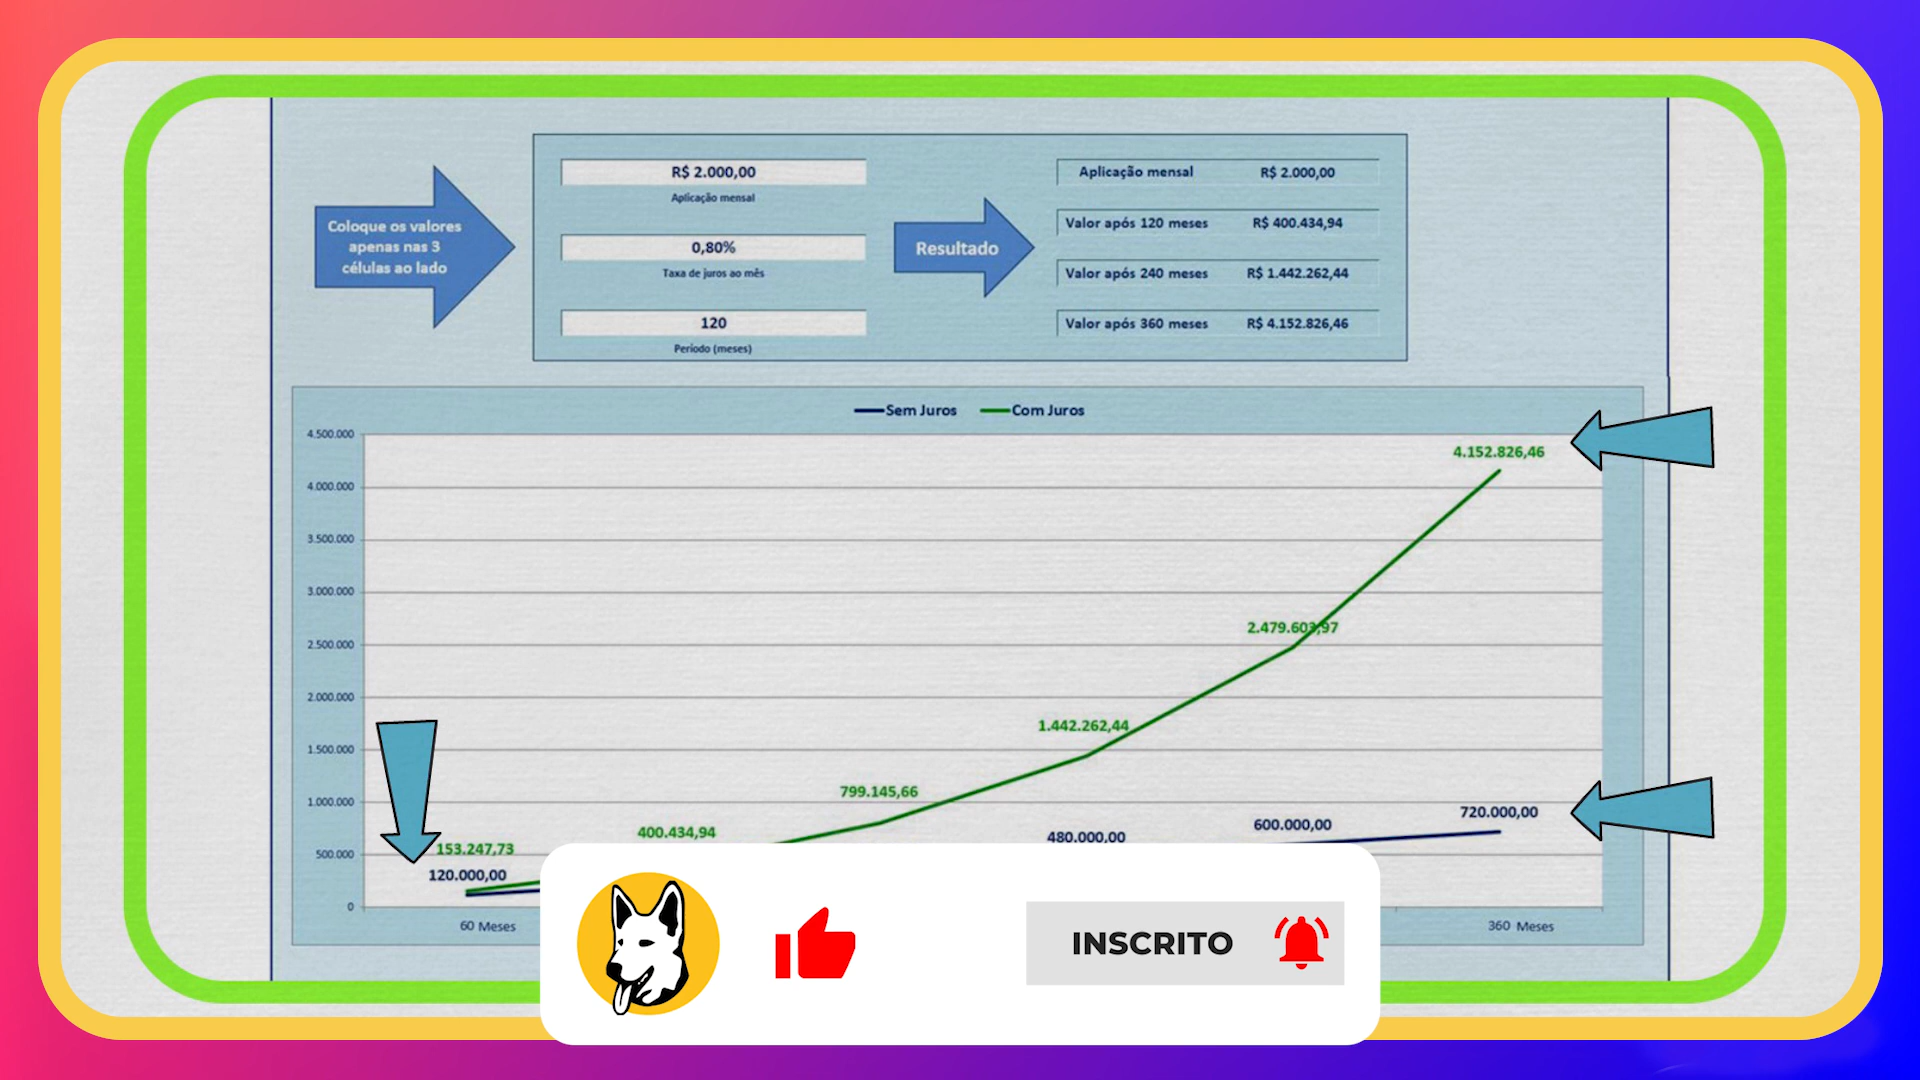 Coloque os valores
apenas nas 3
células ao lado
R$ 2.000,00
Aplicação mensal
0,80%
Taxa de juros ao mês
120
Período (meses)
Resultado
Aplicação mensal R$ 2.000,00
Valor após 120 meses R$ 400.434,94
Valor após 240 meses R$ 1.442.262,44
Valor após 360 meses R$ 4.152.826,46
Sem Juros Com Juros
4.500.000
4.000.000
3.500.000
3.000.000
2.500.000
2.000.000
1.500.000
1.000.000
500.000
0
4.152.826,46
2.479.603,97
1.442.262,44
799.145,66
400.434,94
153.247,73
120.000,00
480.000,00
600.000,00
720.000,00
60 Meses
360 Meses
INSCRITO